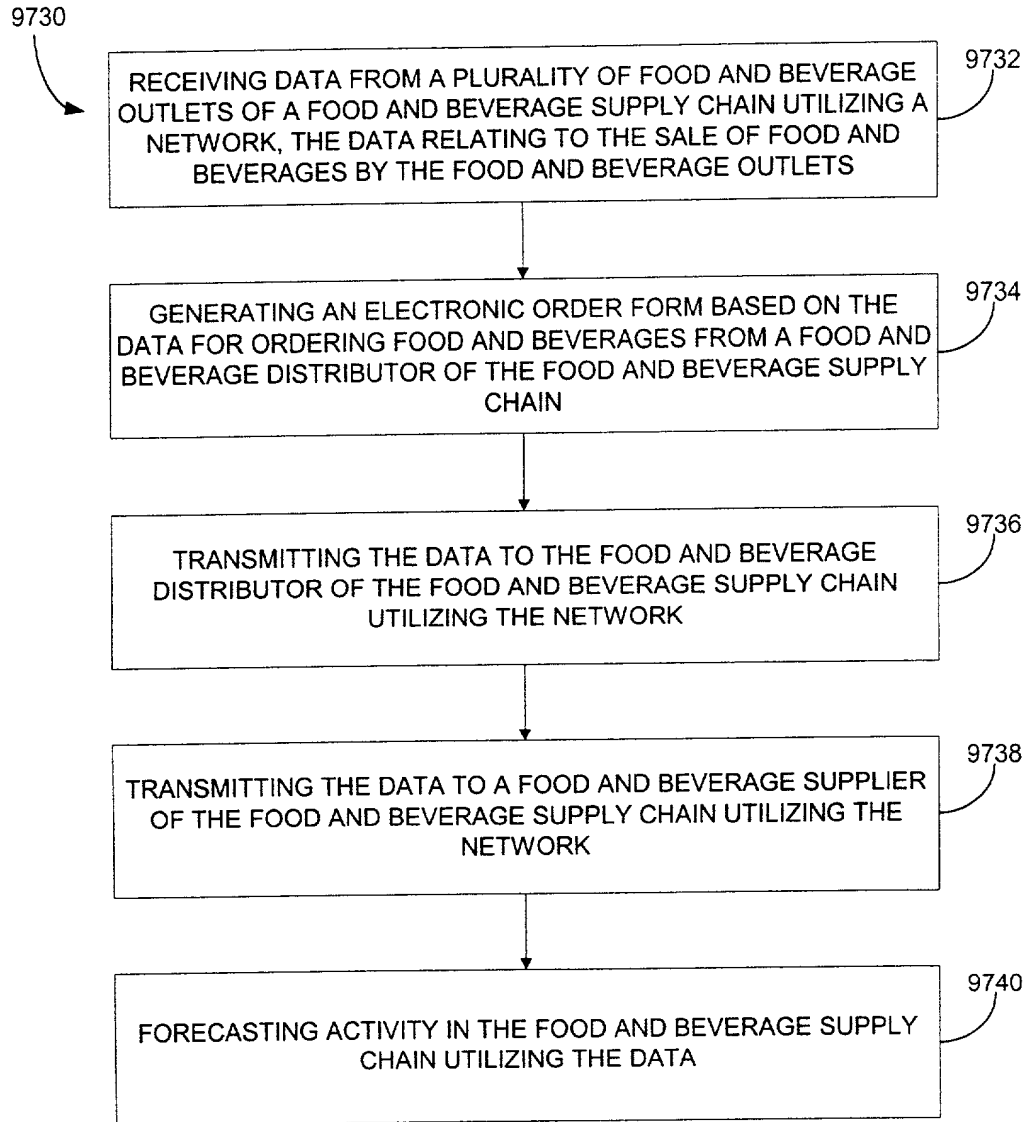 9730
RECEIVING DATA FROM A PLURALITY OF FOOD AND BEVERAGE
OUTLETS OF A FOOD AND BEVERAGE SUPPLY CHAIN UTILIZING A
NETWORK, THE DATA RELATING TO THE SALE OF FOOD AND
BEVERAGES BY THE FOOD AND BEVERAGE OUTLETS
9732
GENERATING AN ELECTRONIC ORDER FORM BASED ON THE
DATA FOR ORDERING FOOD AND BEVERAGES FROM A FOOD AND
BEVERAGE DISTRIBUTOR OF THE FOOD AND BEVERAGE SUPPLY
CHAIN
9734
TRANSMITTING THE DATA TO THE FOOD AND BEVERAGE
DISTRIBUTOR OF THE FOOD AND BEVERAGE SUPPLY CHAIN
UTILIZING THE NETWORK
9736
TRANSMITTING THE DATA TO A FOOD AND BEVERAGE SUPPLIER
OF THE FOOD AND BEVERAGE SUPPLY CHAIN UTILIZING THE
NETWORK
9738
FORECASTING ACTIVITY IN THE FOOD AND BEVERAGE SUPPLY
CHAIN UTILIZING THE DATA
9740